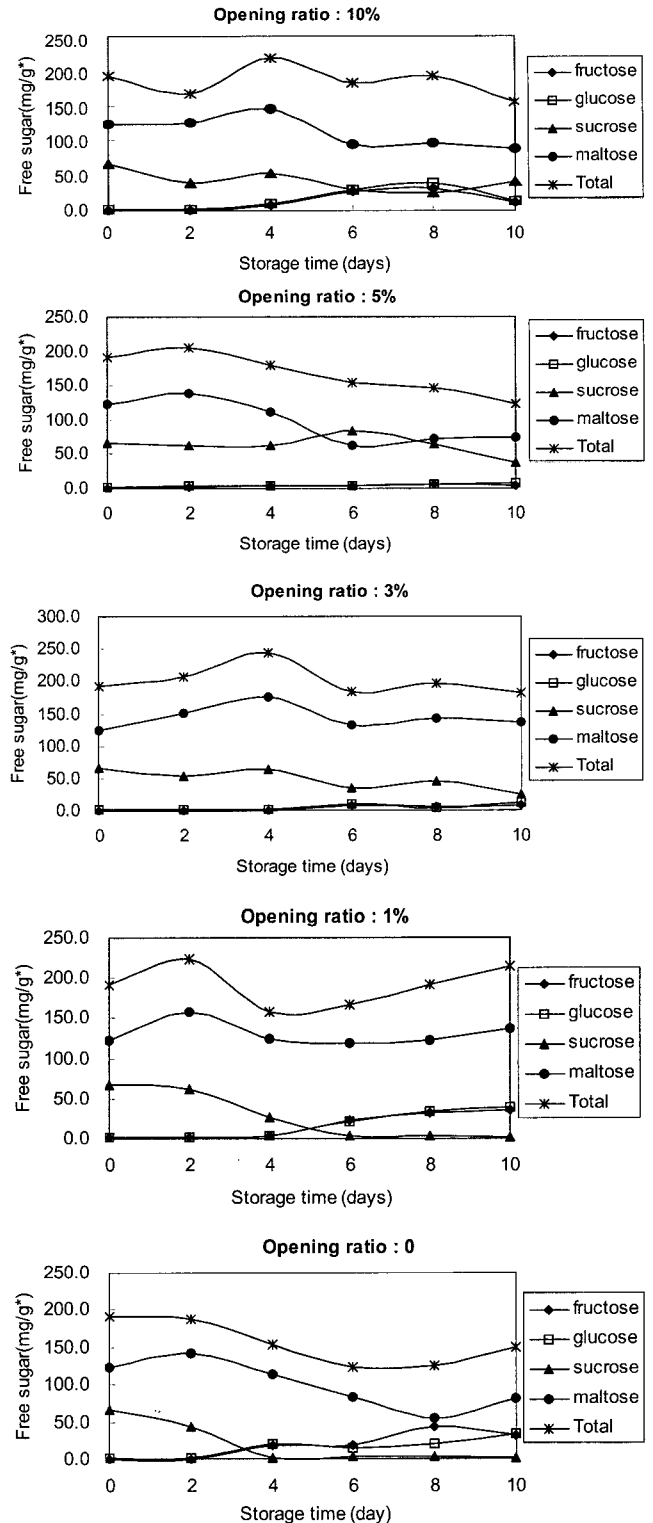 Opening ratio : 10%
Free sugar(mg/g*)
250.0
200.0
150.0
100.0
50.0
0.0
0 2 4 6 8 10
Storage time (days)
fructose
glucose
sucrose
maltose
Total
Opening ratio : 5%
Free sugar(mg/g*)
250.0
200.0
150.0
100.0
50.0
0.0
0 2 4 6 8 10
Storage time (days)
fructose
glucose
sucrose
maltose
Total
Opening ratio : 3%
Free sugar(mg/g*)
300.0
250.0
200.0
150.0
100.0
50.0
0.0
0 2 4 6 8 10
Storage time (days)
fructose
glucose
sucrose
maltose
Total
Opening ratio : 1%
Free sugar(mg/g*)
250.0
200.0
150.0
100.0
50.0
0.0
0 2 4 6 8 10
Storage time (days)
fructose
glucose
sucrose
maltose
Total
Opening ratio : 0
Free sugar(mg/g*)
250.0
200.0
150.0
100.0
50.0
0.0
0 2 4 6 8 10
Storage time (day)
fructose
glucose
sucrose
maltose
Total